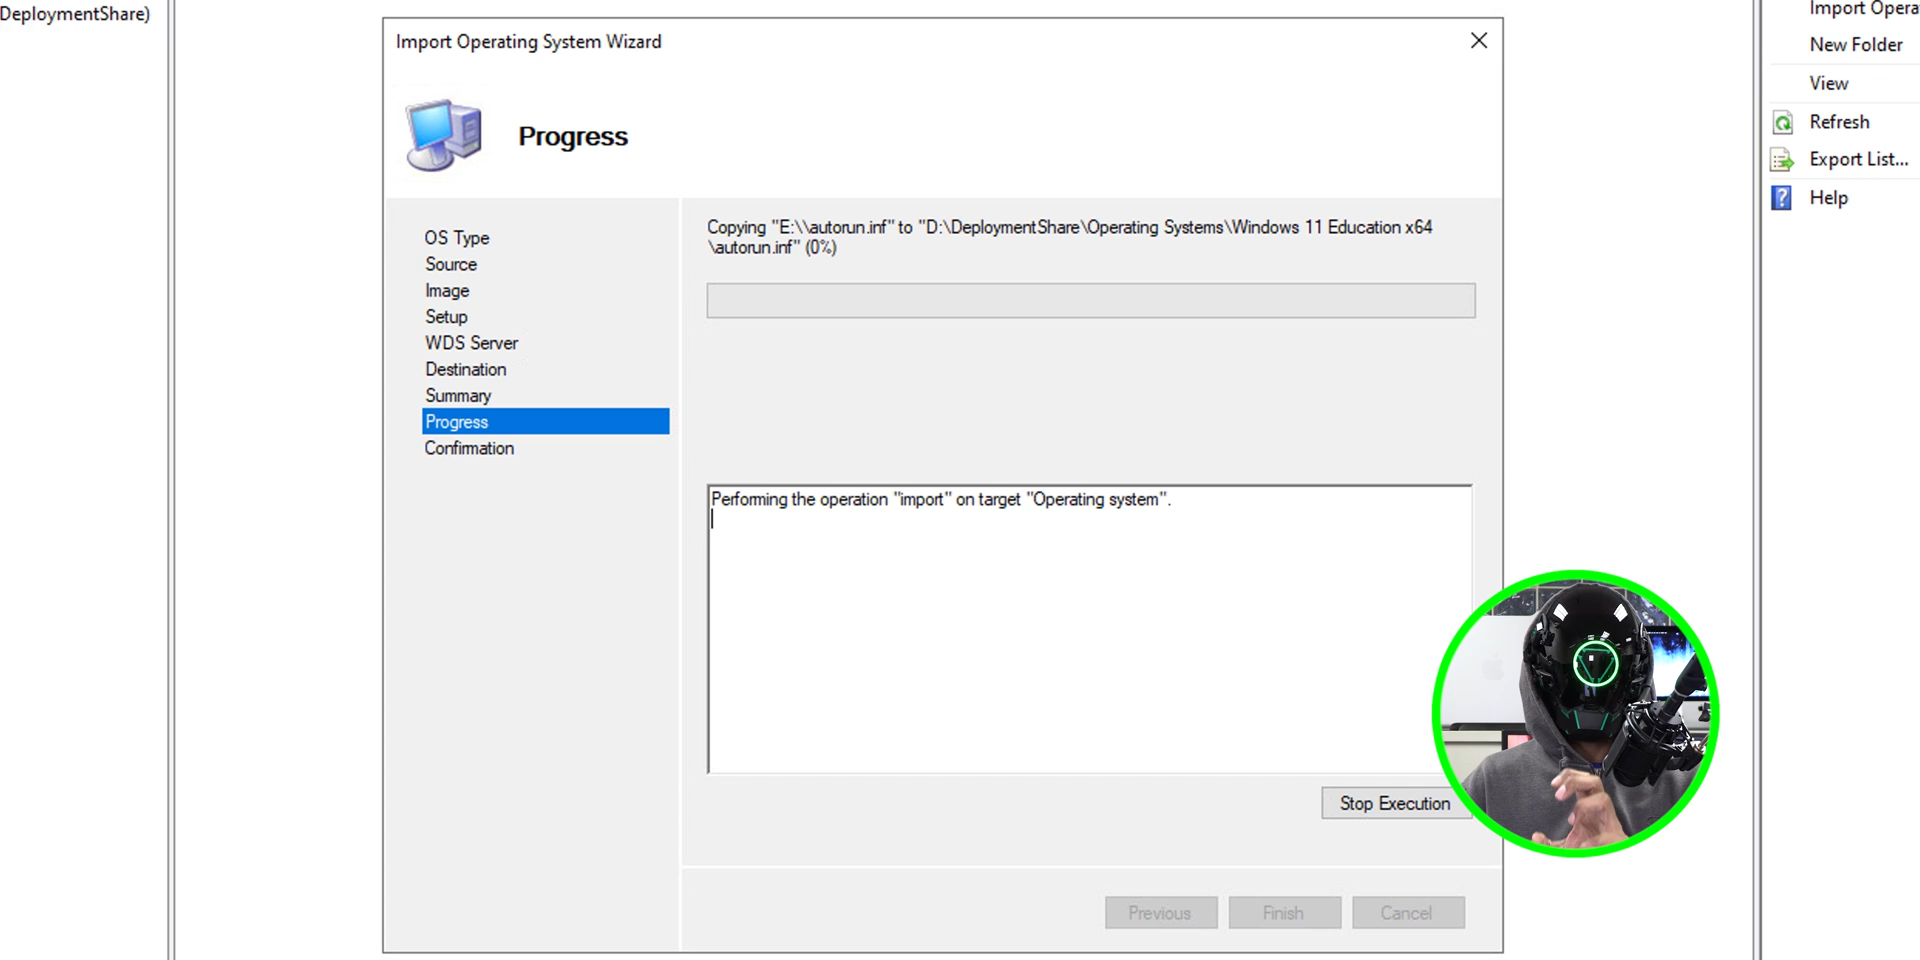 DeploymentShare)
Import Operating System Wizard
Progress
OS Type
Source
Image
Setup
WDS Server
Destination
Summary
Progress
Confirmation
Copying "E:\\autorun.inf" to "D:\DeploymentShare\Operating Systems\Windows 11 Education x64
\autorun.inf" (0%)
Performing the operation "import" on target "Operating system".
Stop Execution
Previous
Finish
Cancel
Import Opera
New Folder
View
Refresh
Export List...
Help